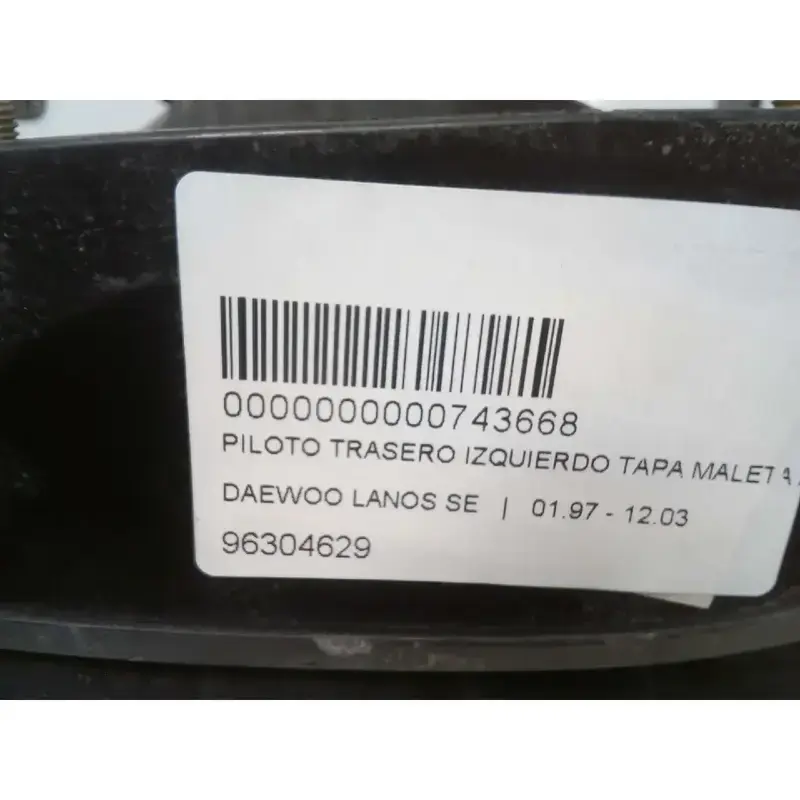 0000000000743668
PILOTO TRASERO IZQUIERDO TAPA MALETA
DAEWOO LANOS SE | 01.97 - 12.03
96304629